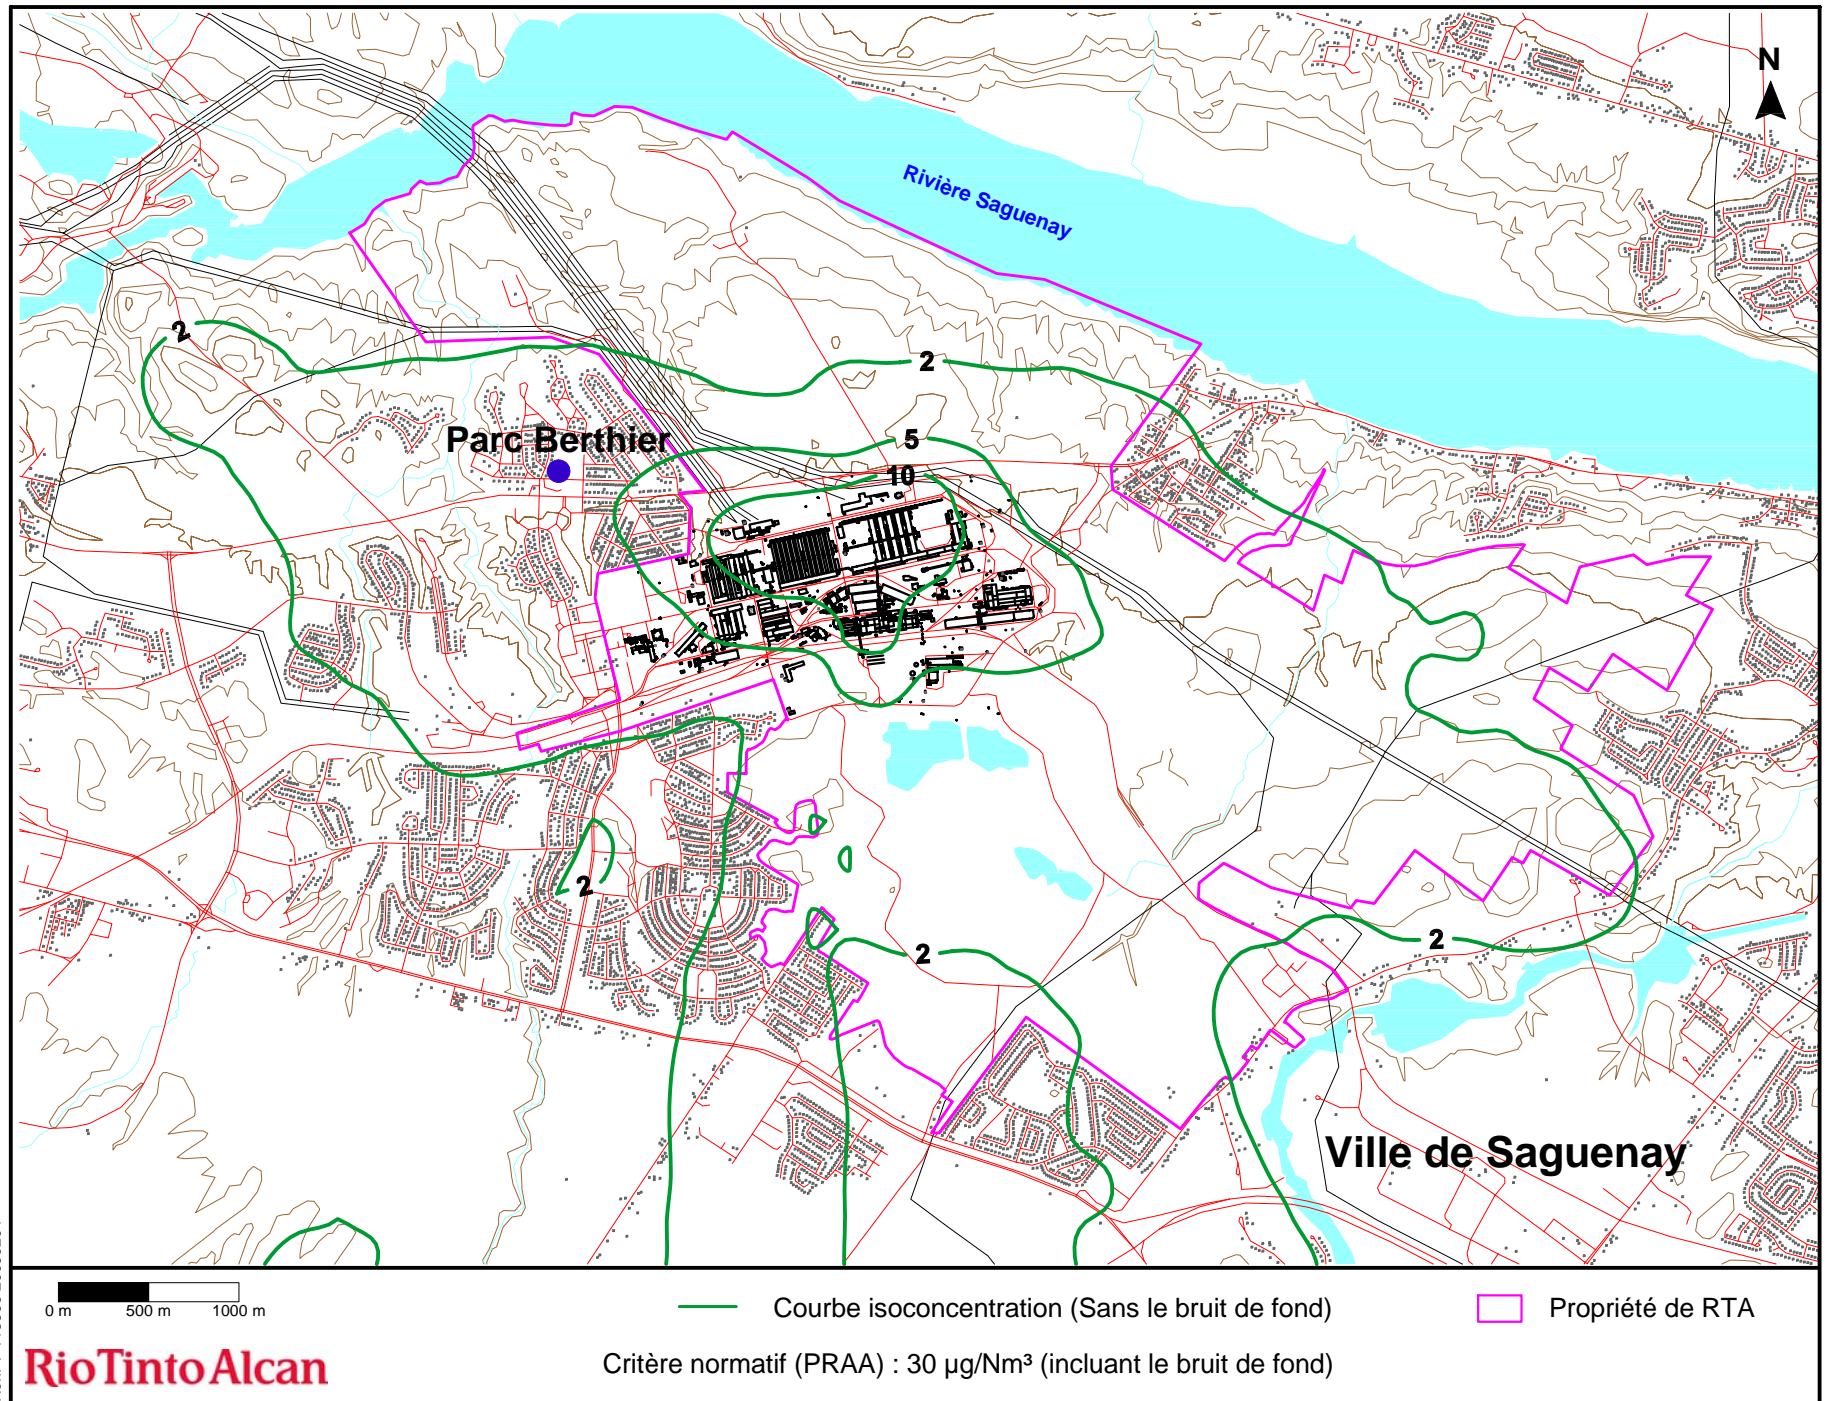 N
Rivière Saguenay
2
2
5
Parc Berthier
10
2
2
2
Ville de Saguenay
0 m 500 m 1000 m
Courbe isoconcentration (Sans le bruit de fond)
Propriété de RTA
RioTintoAlcan
Critère normatif (PRAA) : 30 µg/Nm³ (incluant le bruit de fond)